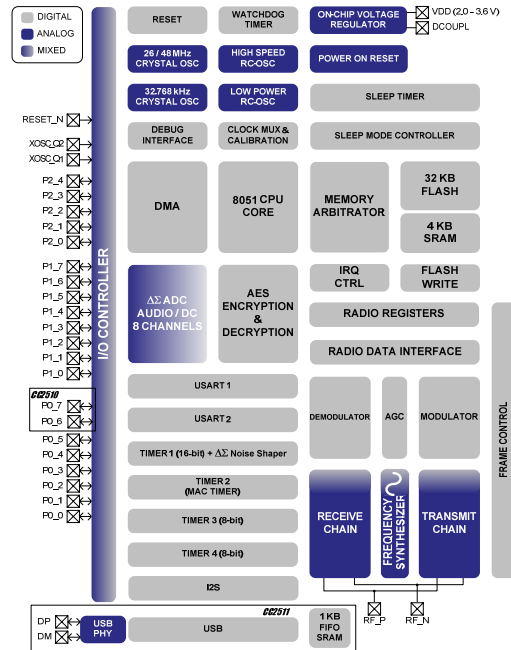 DIGITAL
ANALOG
MIXED
RESET
WATCHDOG
TIMER
ON-CHIP VOLTAGE
REGULATOR
VDD (2.0 - 3.6 V)
DCOUPL
26 / 48 MHz
CRYSTAL OSC
HIGH SPEED
RC-OSC
POWER ON RESET
32.768 kHz
CRYSTAL OSC
LOW POWER
RC-OSC
SLEEP TIMER
RESET_N
DEBUG
INTERFACE
CLOCK MUX &
CALIBRATION
SLEEP MODE CONTROLLER
XOSC_Q2
XOSC_Q1
P2_4
P2_3
P2_2
P2_1
P2_0
DMA
8051 CPU
CORE
MEMORY
ARBITRATOR
32 KB
FLASH
4 KB
SRAM
I/O CONTROLLER
P1_7
P1_6
P1_5
P1_4
P1_3
P1_2
P1_1
P1_0
ΔΣ ADC
AUDIO / DC
8 CHANNELS
AES
ENCRYPTION
&
DECRYPTION
IRQ
CTRL
FLASH
WRITE
RADIO REGISTERS
RADIO DATA INTERFACE
FRAME CONTROL
CC2510
P0_7
P0_6
P0_5
P0_4
P0_3
P0_2
P0_1
P0_0
USART 1
USART 2
TIMER 1 (16-bit) + ΔΣ Noise Shaper
TIMER 2
(MAC TIMER)
TIMER 3 (8-bit)
TIMER 4 (8-bit)
I2S
DEMODULATOR
AGC
MODULATOR
RECEIVE
CHAIN
FREQUENCY
SYNTHESIZER
TRANSMIT
CHAIN
RF_P
RF_N
CC2511
DP
DM
USB
PHY
USB
1 KB
FIFO
SRAM